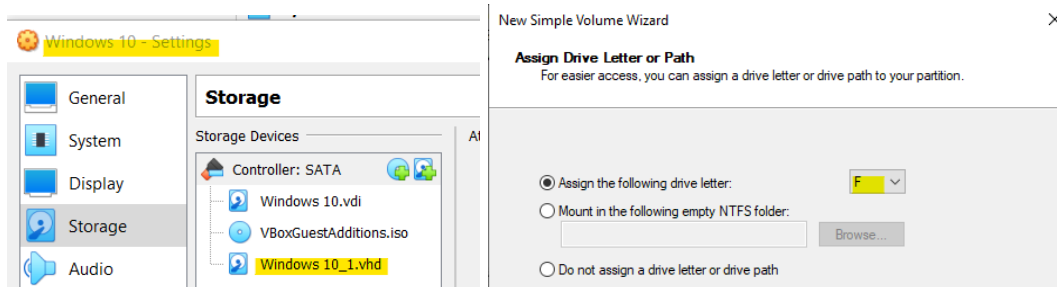 Windows 10 - Settings
General
System
Display
Storage
Audio
Storage
Storage Devices
At
Controller: SATA
Windows 10.vdi
VBoxGuestAdditions.iso
Windows 10_1.vhd
New Simple Volume Wizard
Assign Drive Letter or Path
For easier access, you can assign a drive letter or drive path to your partition.
Assign the following drive letter:
F
Mount in the following empty NTFS folder:
Browse...
Do not assign a drive letter or drive path